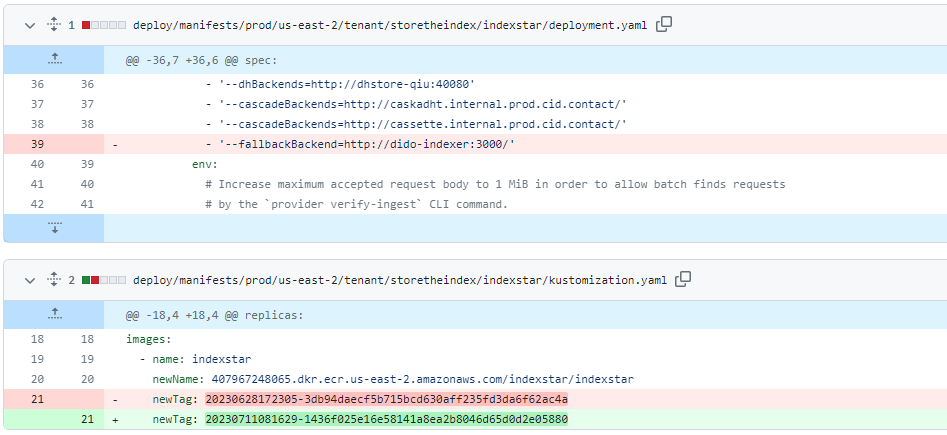 1 deploy/manifests/prod/us-east-2/tenant/storetheindex/indexstar/deployment.yaml
@@ -36,7 +36,6 @@ spec:
36 36 - '--dhBackends=http://dhstore-qiu:40080'
37 37 - '--cascadeBackends=http://caskadht.internal.prod.cid.contact/'
38 38 - '--cascadeBackends=http://cassette.internal.prod.cid.contact/'
39 - - '--fallbackBackend=http://dido-indexer:3000/'
40 39 env:
41 40 # Increase maximum accepted request body to 1 MiB in order to allow batch finds requests
42 41 # by the `provider verify-ingest` CLI command.
2 deploy/manifests/prod/us-east-2/tenant/storetheindex/indexstar/kustomization.yaml
@@ -18,4 +18,4 @@ replicas:
18 18 images:
19 19 - name: indexstar
20 20 newName: 407967248065.dkr.ecr.us-east-2.amazonaws.com/indexstar/indexstar
21 - newTag: 20230628172305-3db94daecf5b715bcd630aff235fd3da6f62ac4a
21 + newTag: 20230711081629-1436f025e16e58141a8ea2b8046d65d0d2e05880